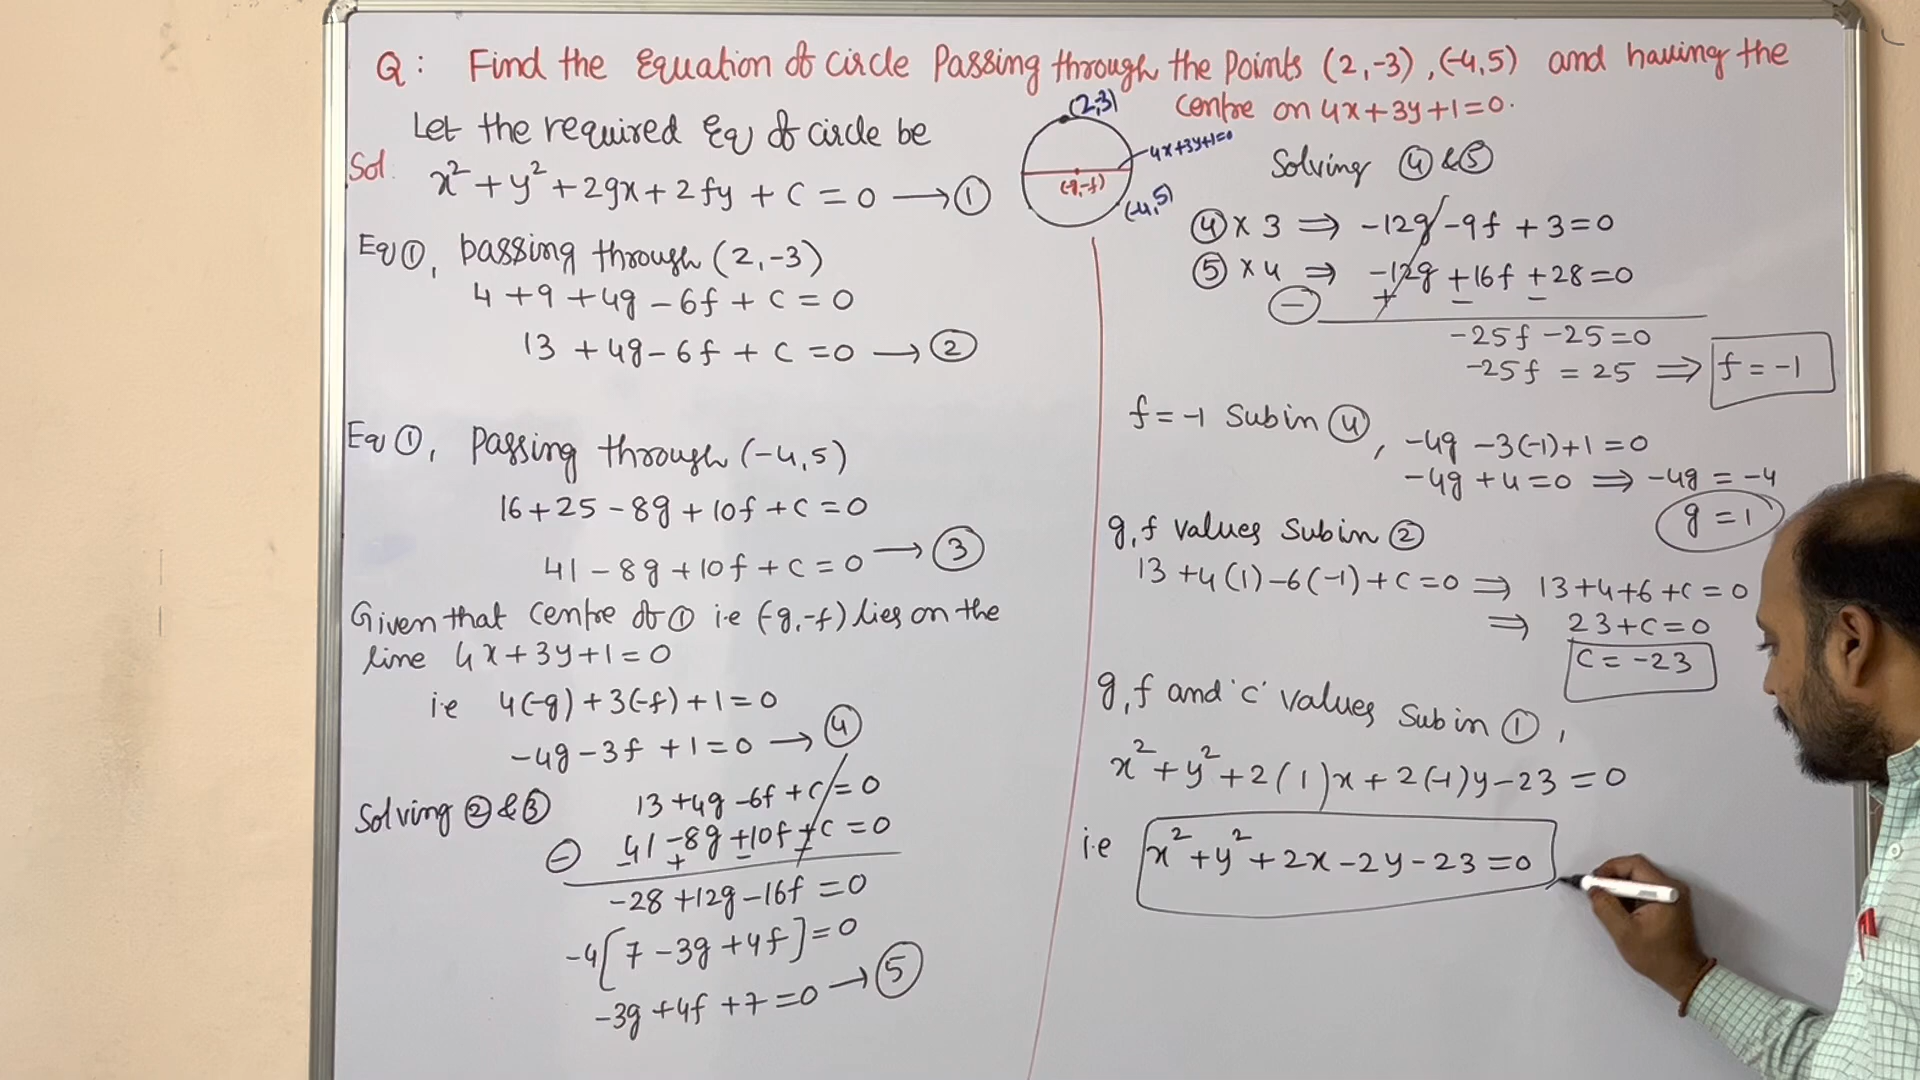 Q: Find the Equation of circle Passing through the Points (2,-3), (-4,5) and having the
centre on 4x+3y+1=0.
Sol. Let the required Eq of circle be
x²+y²+2gx+2fy+c=0 → ①
(2,3)
4x+3y+1=0
(-g,-f)
(-4,5)
Eq ①, passing through (2,-3)
4+9+4g-6f+c=0
13+4g-6f+c=0 → ②
Eq ①, passing through (-4,5)
16+25-8g+10f+c=0
41-8g+10f+c=0 → ③
Given that centre of ① i.e (-g,-f) lies on the
line 4x+3y+1=0
i.e 4(-g)+3(-f)+1=0
-4g-3f+1=0 → ④
Solving ② & ③ 13+4g-6f+c=0
⊖ 41-8g+10f+c=0
- + - -
-28+12g-16f=0
-4[7-3g+4f]=0
-3g+4f+7=0 → ⑤
Solving ④ & ⑤
④ x 3 ⇒ -12g-9f+3=0
⑤ x 4 ⇒ -12g+16f+28=0
⊖ + - -
-25f-25=0
-25f=25 ⇒ f=-1
f=-1 Sub in ④, -4g-3(-1)+1=0
-4g+4=0 ⇒ -4g=-4
g=1
g,f values Sub in ②
13+4(1)-6(-1)+c=0 ⇒ 13+4+6+c=0
⇒ 23+c=0
c=-23
g,f and 'c' values Sub in ①,
x²+y²+2(1)x+2(-1)y-23=0
i.e x²+y²+2x-2y-23=0